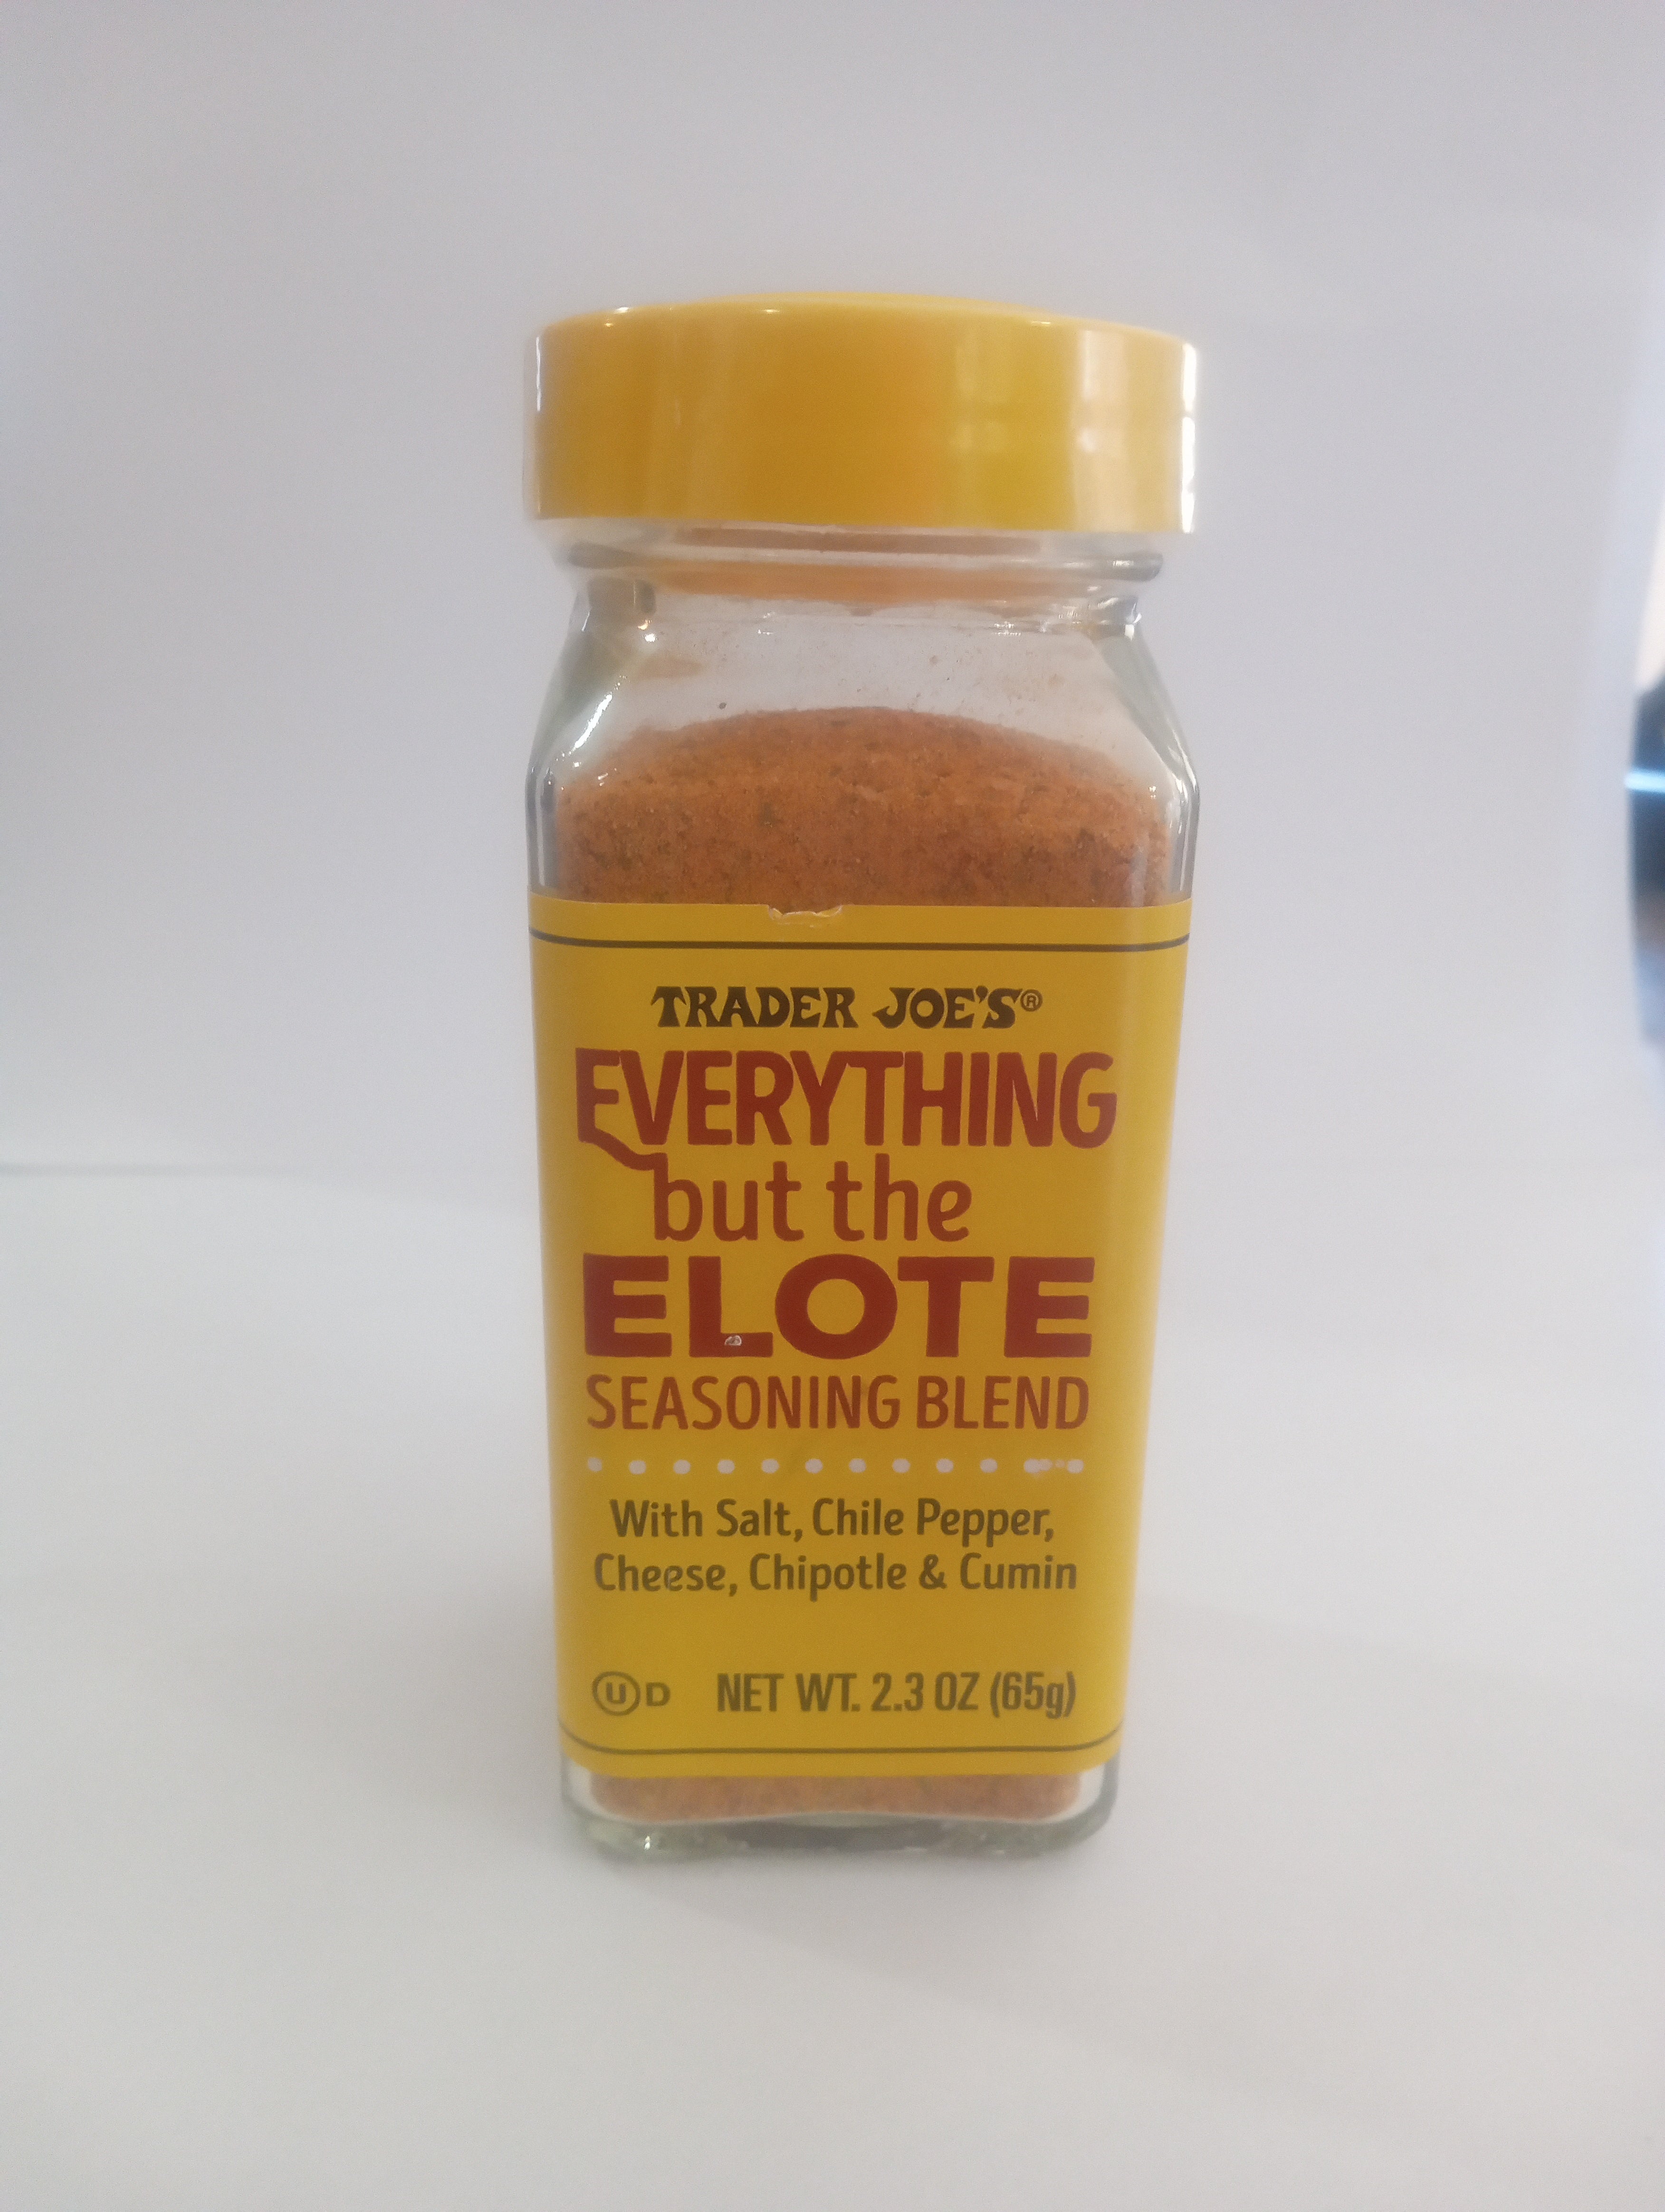 TRADER JOE'S®
EVERYTHING
but the
ELOTE
SEASONING BLEND
With Salt, Chile Pepper,
Cheese, Chipotle & Cumin
U D NET WT. 2.3 OZ (65g)